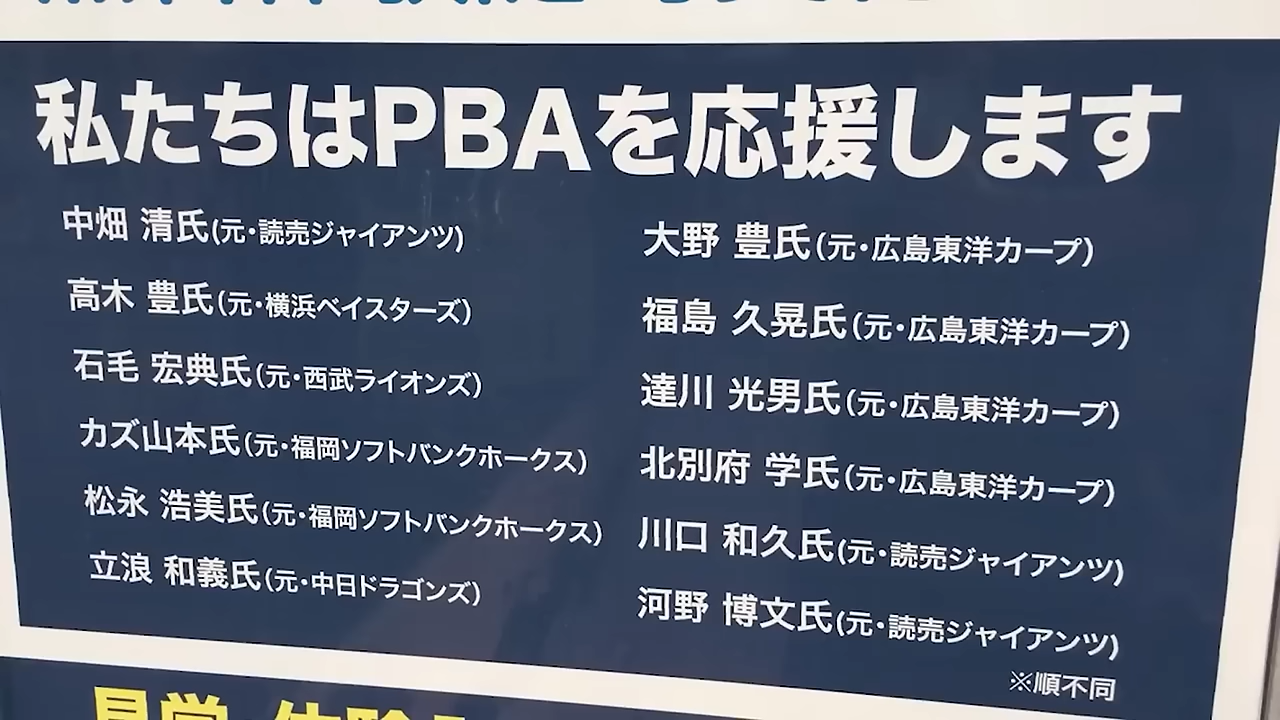 私たちはPBAを応援します
中畑 清氏(元・読売ジャイアンツ)
高木 豊氏(元・横浜ベイスターズ)
石毛 宏典氏(元・西武ライオンズ)
カズ山本氏(元・福岡ソフトバンクホークス)
松永 浩美氏(元・福岡ソフトバンクホークス)
立浪 和義氏(元・中日ドラゴンズ)
大野 豊氏(元・広島東洋カープ)
福島 久晃氏(元・広島東洋カープ)
達川 光男氏(元・広島東洋カープ)
北別府 学氏(元・広島東洋カープ)
川口 和久氏(元・読売ジャイアンツ)
河野 博文氏(元・読売ジャイアンツ)
※順不同
見学・体験